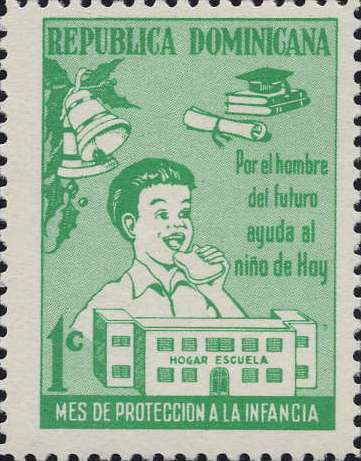 REPUBLICA DOMINICANA
Por el hombre
del futuro
ayuda al
niño de Hoy
1c
HOGAR ESCUELA
MES DE PROTECCION A LA INFANCIA